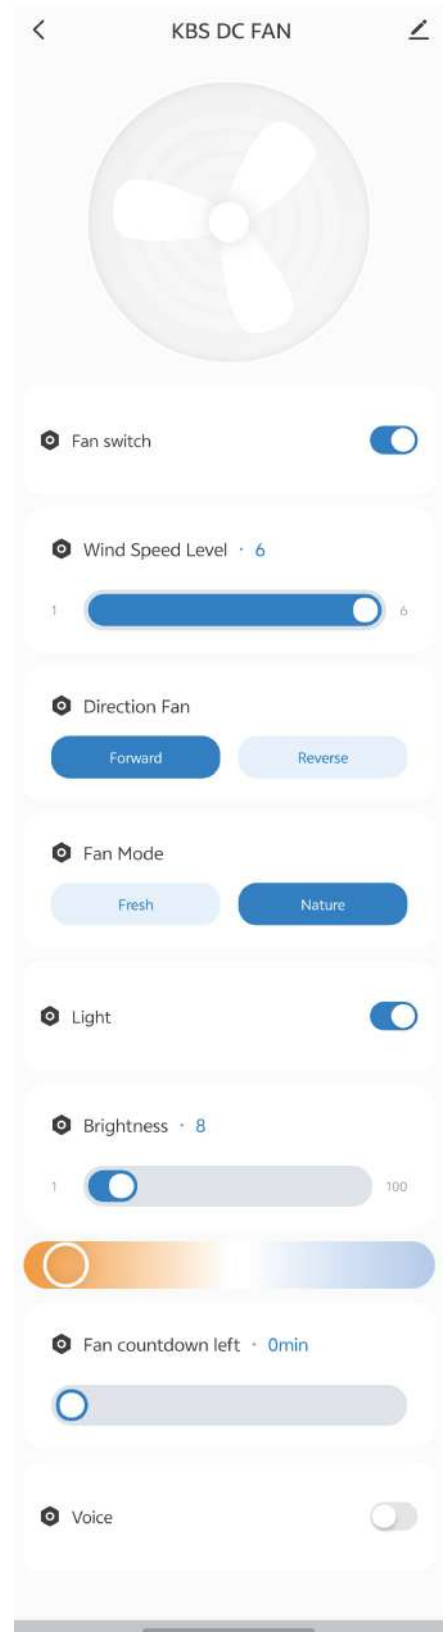 KBS DC FAN
Fan switch
Wind Speed Level · 6
1 6
Direction Fan
Forward Reverse
Fan Mode
Fresh Nature
Light
Brightness · 8
1 100
Fan countdown left · 0min
Voice